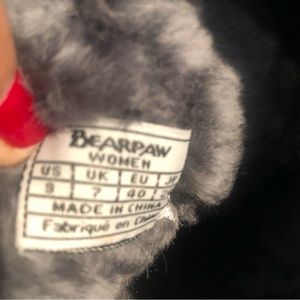 BEARPAW
WOMEN
US UK EU
9 7 40
MADE IN CHINA
Fabriqué en Chine